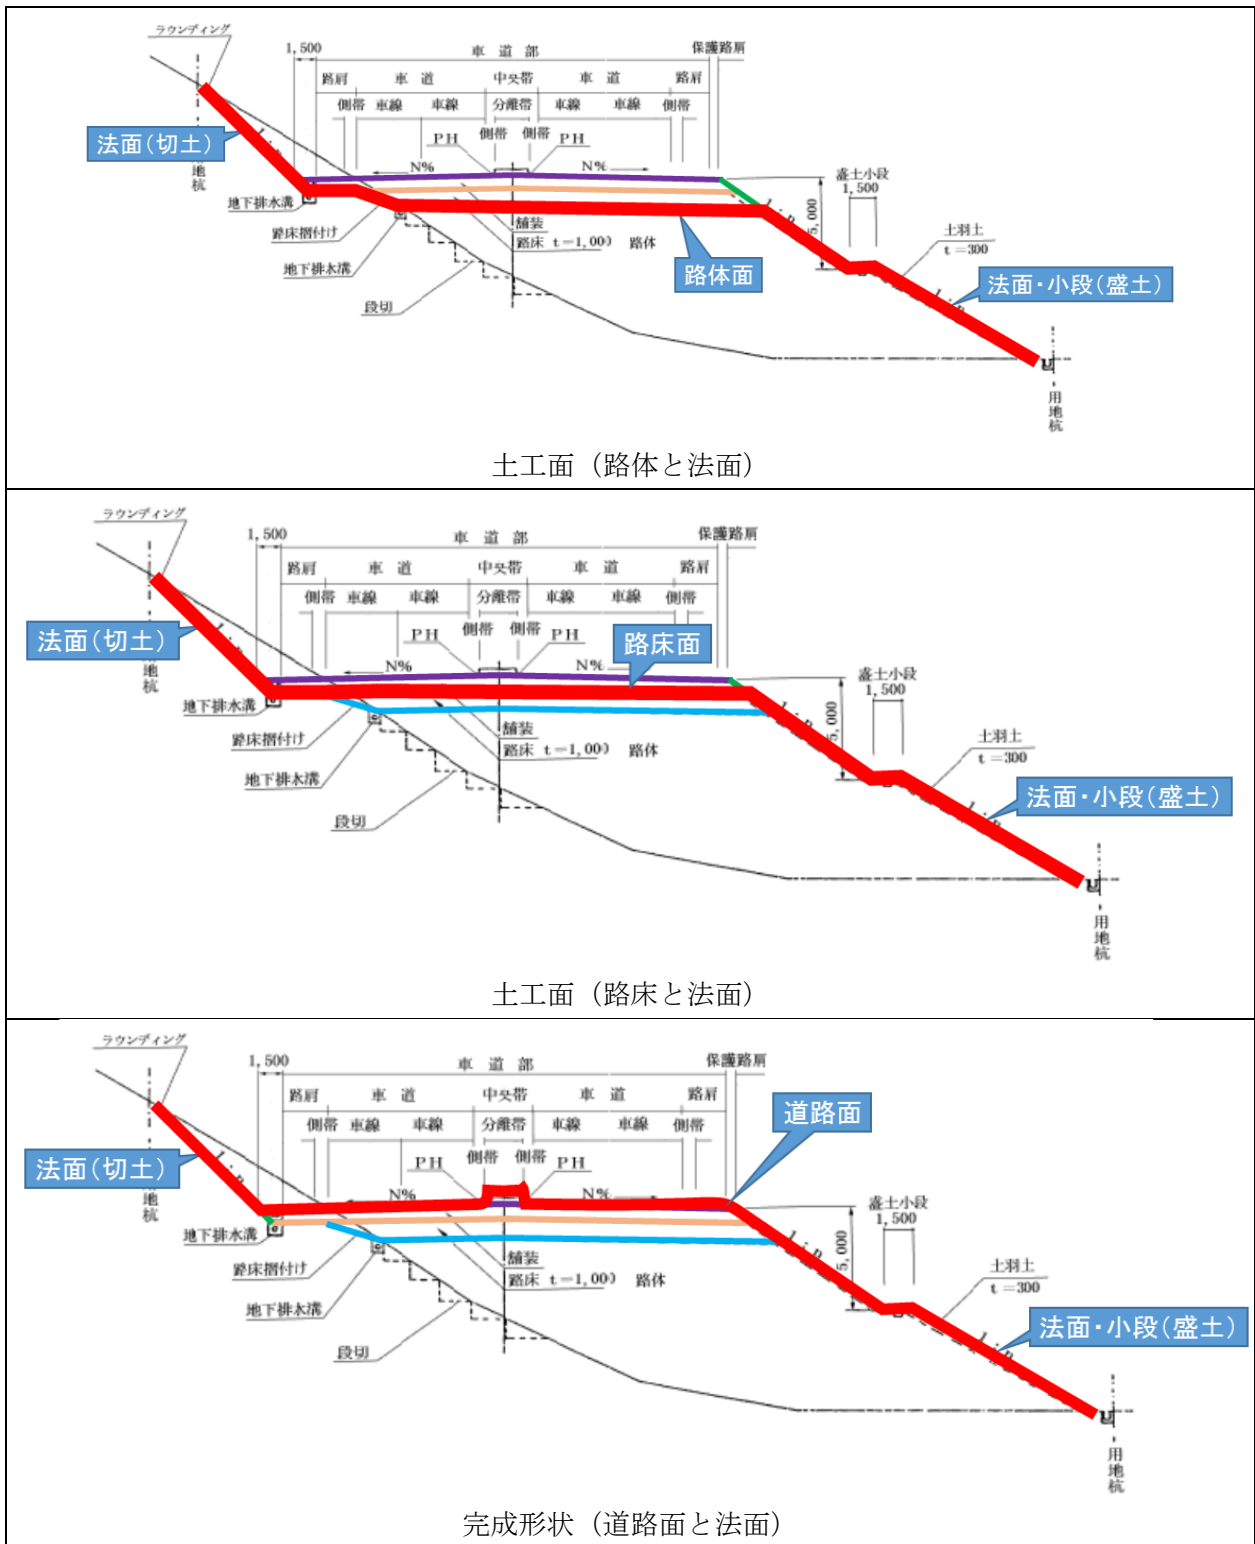 ラウンディング
1,500
車道部
保護路肩
路肩 車道 中央帯 車道 路肩
側帯 車線 車線 分離帯 車線 車線 側帯
PH 側帯 側帯 PH
法面(切土)
用地杭
N% N%
地下排水溝
路床摺付け
地下排水溝
段切
舗装
路床 t=1,000 路体
路体面
5,000
盛土小段
1,500
土羽土
t=300
法面・小段(盛土)
用地杭
土工面（路体と法面）
ラウンディング
1,500
車道部
保護路肩
路肩 車道 中央帯 車道 路肩
側帯 車線 車線 分離帯 車線 車線 側帯
PH 側帯 側帯 PH
法面(切土)
地杭
N% N%
路床面
地下排水溝
路床摺付け
地下排水溝
段切
舗装
路床 t=1,000 路体
5,000
盛土小段
1,500
土羽土
t=300
法面・小段(盛土)
用地杭
土工面（路床と法面）
ラウンディング
1,500
車道部
保護路肩
路肩 車道 中央帯 車道 路肩
側帯 車線 車線 分離帯 車線 車線 側帯
PH 側帯 側帯 PH
道路面
法面(切土)
地杭
N% N%
地下排水溝
路床摺付け
地下排水溝
段切
舗装
路床 t=1,000 路体
5,000
盛土小段
1,500
土羽土
t=300
法面・小段(盛土)
用地杭
完成形状（道路面と法面）